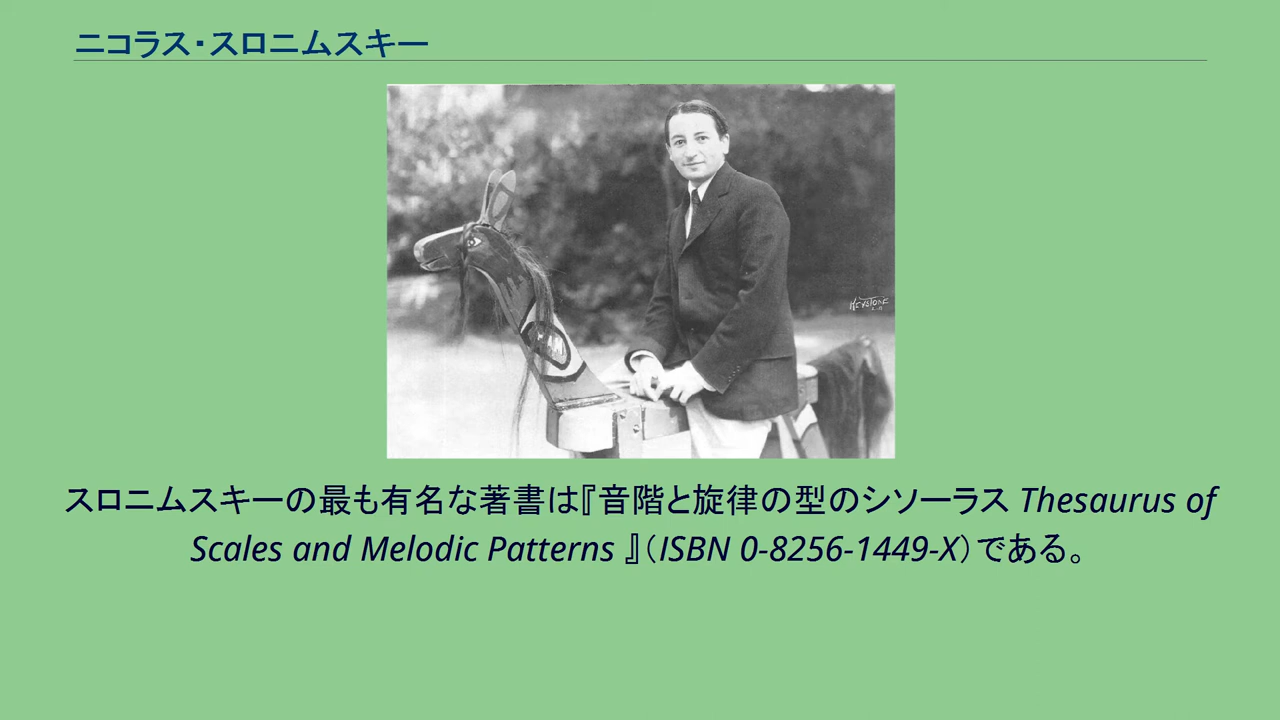 ニコラス・スロニムスキー
KEYSTONE
スロニムスキーの最も有名な著書は『音階と旋律の型のシソーラス Thesaurus of
Scales and Melodic Patterns 』（ISBN 0-8256-1449-X）である。